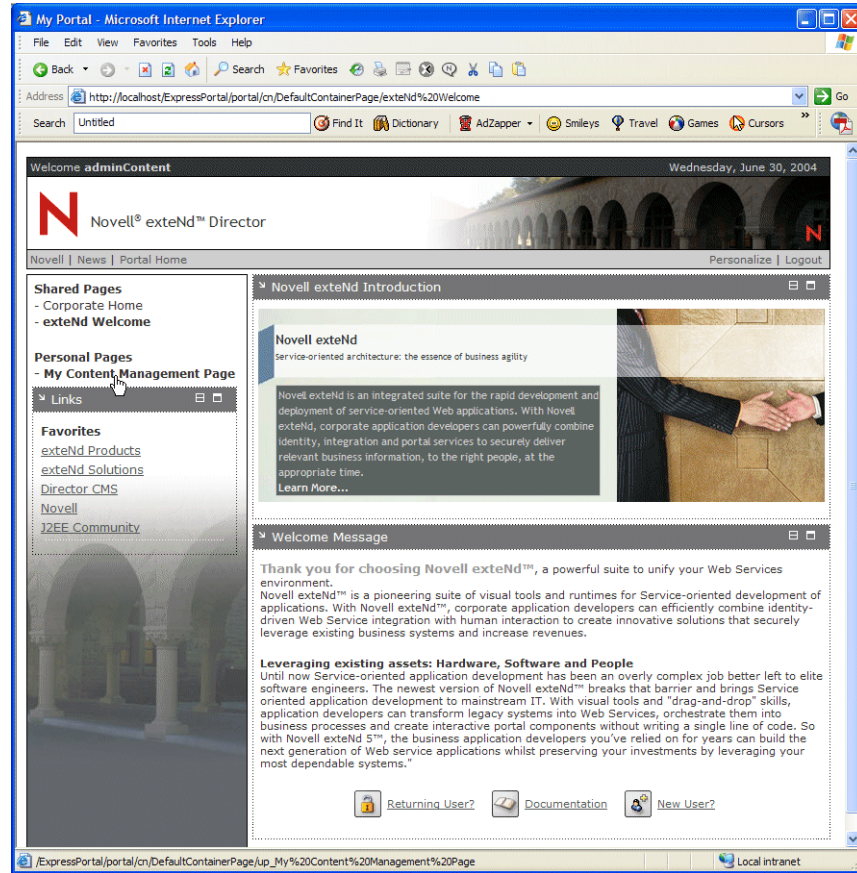 My Portal - Microsoft Internet Explorer
File Edit View Favorites Tools Help
Back Search Favorites
Address http://localhost/ExpressPortal/portal/cn/DefaultContainerPage/exteNd%20Welcome Go
Search Untitled Find It Dictionary AdZapper Smileys Travel Games Cursors »
Welcome adminContent Wednesday, June 30, 2004
N Novell® exteNd™ Director N
Novell | News | Portal Home Personalize | Logout
Shared Pages
- Corporate Home
- exteNd Welcome
Personal Pages
- My Content Management Page
Links
Favorites
exteNd Products
exteNd Solutions
Director CMS
Novell
J2EE Community
Novell exteNd Introduction
Novell exteNd
Service-oriented architecture: the essence of business agility
Novell exteNd is an integrated suite for the rapid development and
deployment of service-oriented Web applications. With Novell
exteNd, corporate application developers can powerfully combine
identity, integration and portal services to securely deliver
relevant business information, to the right people, at the
appropriate time.
Learn More...
Welcome Message
Thank you for choosing Novell exteNd™, a powerful suite to unify your Web Services
environment.
Novell exteNd™ is a pioneering suite of visual tools and runtimes for Service-oriented development of
applications. With Novell exteNd™, corporate application developers can efficiently combine identity-
driven Web Service integration with human interaction to create innovative solutions that securely
leverage existing business systems and increase revenues.
Leveraging existing assets: Hardware, Software and People
Until now Service-oriented application development has been an overly complex job better left to elite
software engineers. The newest version of Novell exteNd™ breaks that barrier and brings Service
oriented application development to mainstream IT. With visual tools and "drag-and-drop" skills,
application developers can transform legacy systems into Web Services, orchestrate them into
business processes and create interactive portal components without writing a single line of code. So
with Novell exteNd 5™, the business application developers you've relied on for years can build the
next generation of Web service applications whilst preserving your investments by leveraging your
most dependable systems."
Returning User? Documentation New User?
/ExpressPortal/portal/cn/DefaultContainerPage/up_My%20Content%20Management%20Page Local intranet